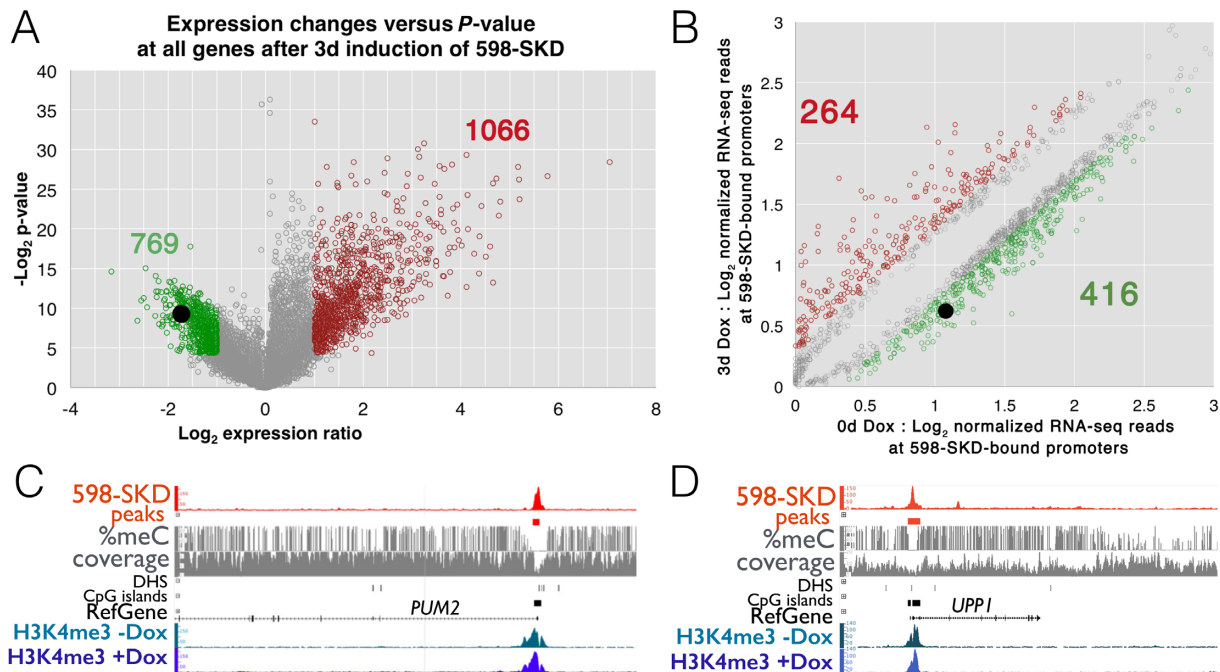 A
Expression changes versus P-value
at all genes after 3d induction of 598-SKD
-Log2 p-value
40
35
30
25
20
15
10
5
0
769
1066
-4
-2
0
2
4
6
8
Log2 expression ratio
B
3d Dox : Log2 normalized RNA-seq reads
at 598-SKD-bound promoters
3
2.5
2
1.5
1
0.5
0
264
416
0
0.5
1
1.5
2
2.5
3
0d Dox : Log2 normalized RNA-seq reads
at 598-SKD-bound promoters
C
598-SKD
peaks
%meC
coverage
DHS
CpG islands
RefGene
PUM2
H3K4me3 -Dox
H3K4me3 +Dox
D
598-SKD
peaks
%meC
coverage
DHS
CpG islands
RefGene
UPP1
H3K4me3 -Dox
H3K4me3 +Dox